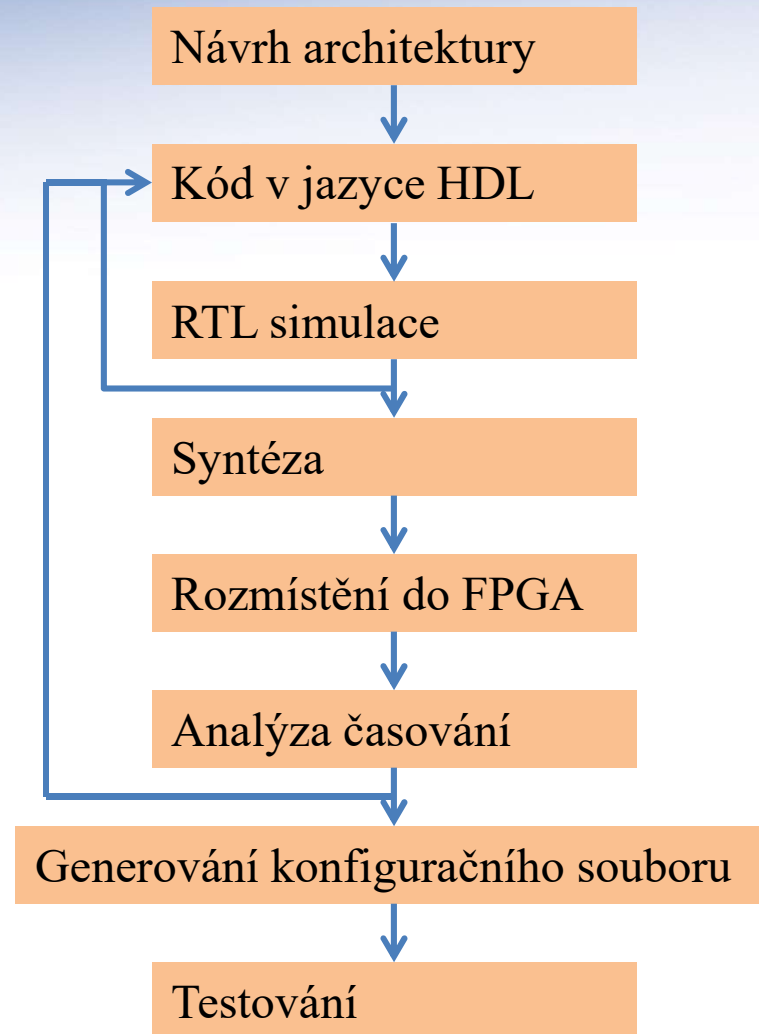 Návrh architektury
Kód v jazyce HDL
RTL simulace
Syntéza
Rozmístění do FPGA
Analýza časování
Generování konfiguračního souboru
Testování